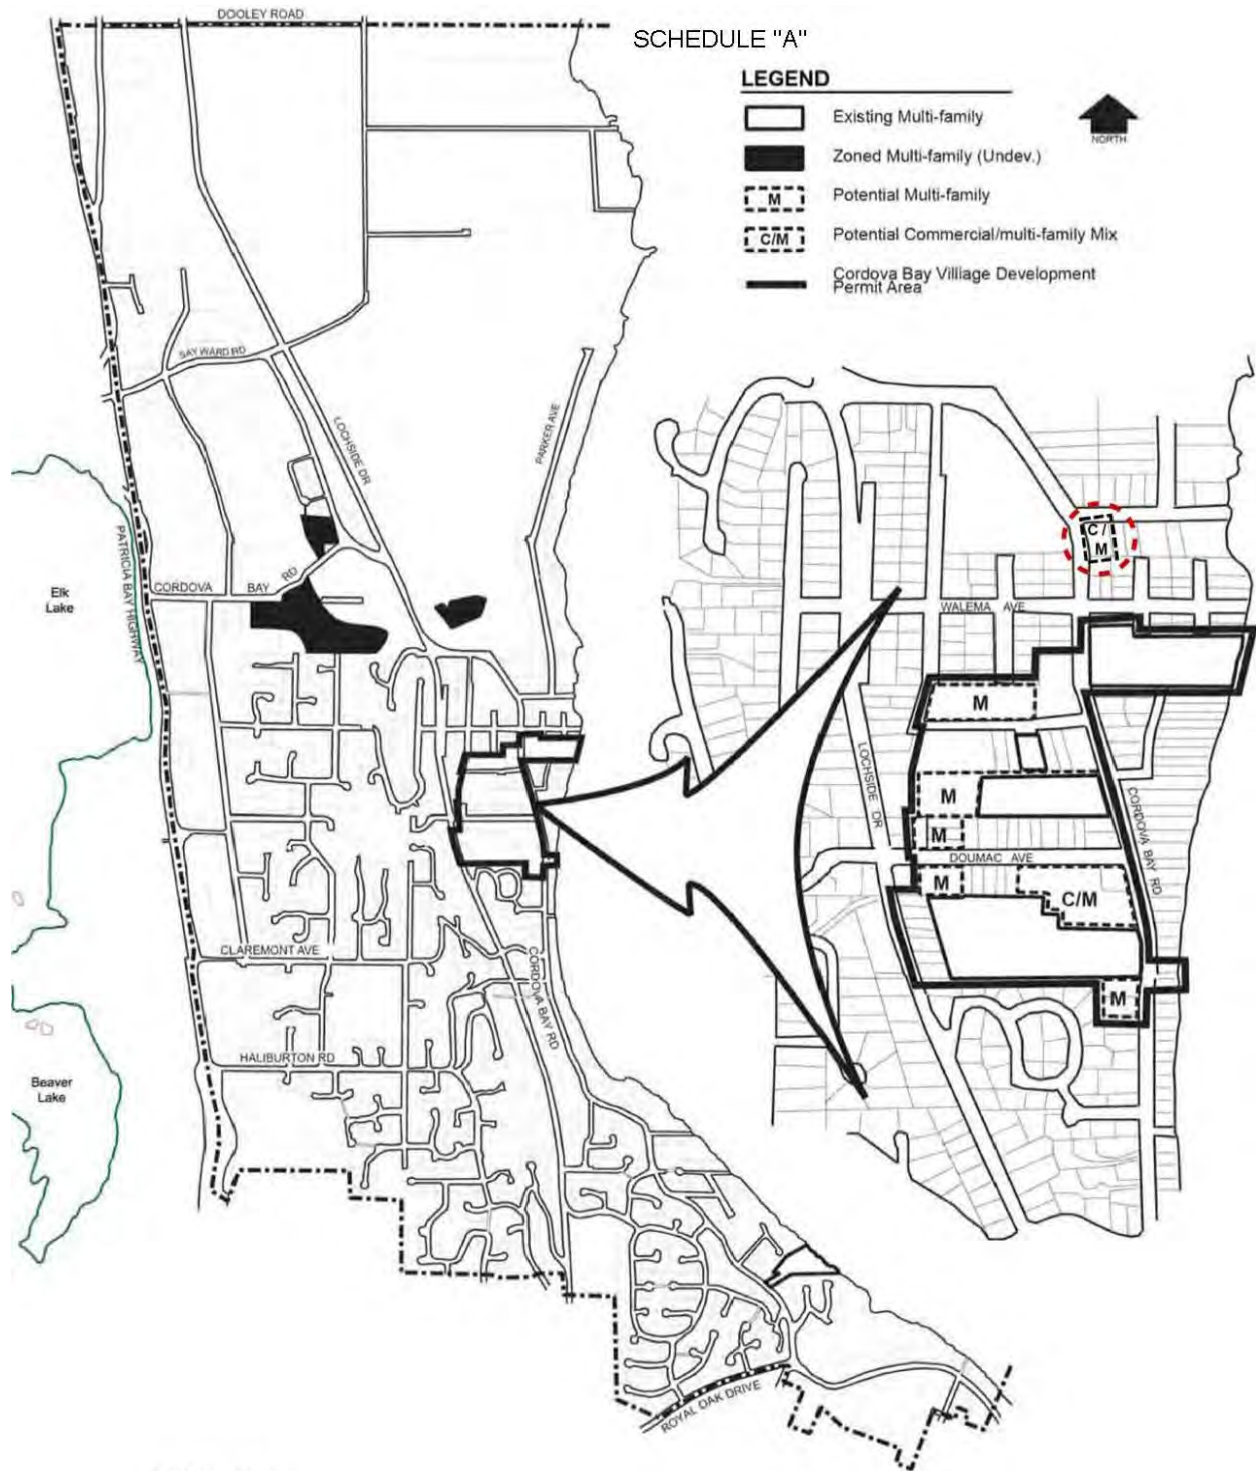 DOOLEY ROAD
SCHEDULE "A"
LEGEND
Existing Multi-family
NORTH
Zoned Multi-family (Undev.)
M
Potential Multi-family
C/M
Potential Commercial/multi-family Mix
Cordova Bay Villiage Development
Permit Area
SAYWARD RD
LOCHSIDE DR
PARKER AVE
PATRICIA BAY HIGHWAY
Elk
Lake
CORDOVA BAY RD
CLAREMONT AVE
CORDOVA BAY RD
HALIBURTON RD
Beaver
Lake
ROYAL OAK DRIVE
C /
M
WALEMA AVE
M
LOCHSIDE DR
M
CORDOVA BAY RD
M
DOUMAC AVE
M
C/M
M